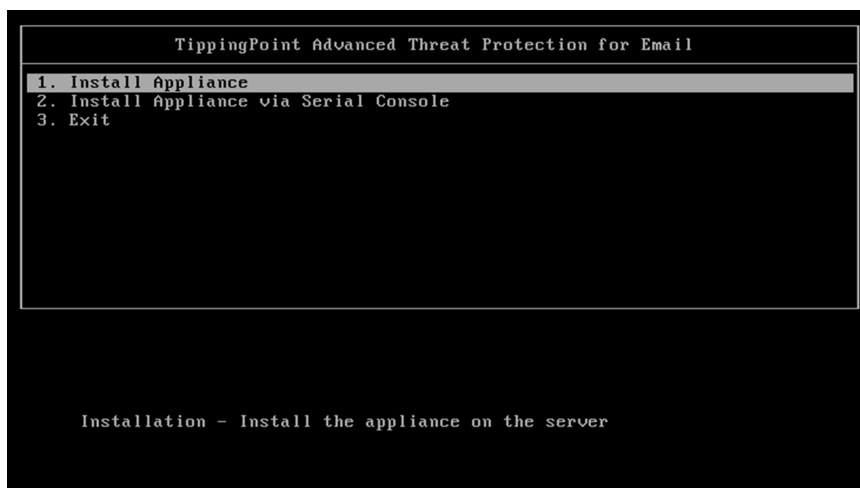 TippingPoint Advanced Threat Protection for Email
1. Install Appliance
2. Install Appliance via Serial Console
3. Exit
Installation - Install the appliance on the server